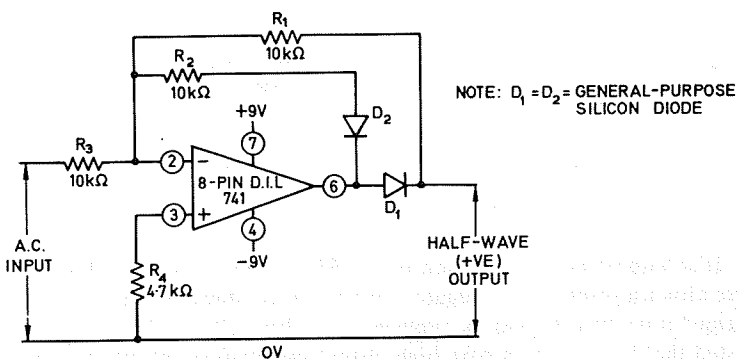 R1
10kΩ
R2
10kΩ
NOTE: D1 = D2 = GENERAL-PURPOSE
SILICON DIODE
+9V
D2
7
R3
10kΩ
2
−
8-PIN D.I.L
741
6
D1
3
+
4
−9V
A.C.
INPUT
R4
4·7kΩ
HALF-WAVE
(+VE)
OUTPUT
0V